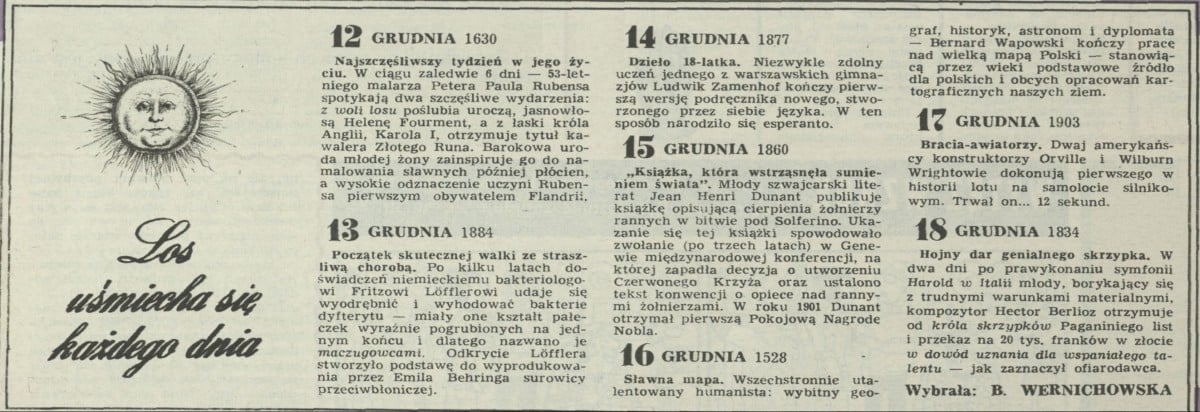 Los
uśmiecha się
każdego dnia
12 GRUDNIA 1630
Najszczęśliwszy tydzień w jego ży-
ciu. W ciągu zaledwie 6 dni — 53-let-
niego malarza Petera Paula Rubensa
spotykają dwa szczęśliwe wydarzenia:
z woli losu poślubia uroczą, jasnowło-
są Helenę Fourment, a z łaski króla
Anglii, Karola I, otrzymuje tytuł ka-
walera Złotego Runa. Barokowa uro-
da młodej żony zainspiruje go do na-
malowania sławnych później płócien,
a wysokie odznaczenie uczyni Ruben-
sa pierwszym obywatelem Flandrii.
13 GRUDNIA 1884
Początek skutecznej walki ze strasz-
liwą chorobą. Po kilku latach do-
świadczeń niemieckiemu bakteriologo-
wi Fritzowi Löfflerowi udaje się
wyodrębnić i wyhodować bakterie
dyfterytu — miały one kształt pałe-
czek wyraźnie pogrubionych na jed-
nym końcu i dlatego nazwano je
maczugowcami. Odkrycie Löfflera
stworzyło podstawę do wyprodukowa-
nia przez Emila Behringa surowicy
przeciwbłoniczej.
14 GRUDNIA 1877
Dzieło 18-latka. Niezwykle zdolny
uczeń jednego z warszawskich gimna-
zjów Ludwik Zamenhof kończy pierw-
szą wersję podręcznika nowego, stwo-
rzonego przez siebie języka. W ten
sposób narodziło się esperanto.
15 GRUDNIA 1860
„Książka, która wstrząsnęła sumie-
niem świata”. Młody szwajcarski lite-
rat Jean Henri Dunant publikuje
książkę opisującą cierpienia żołnierzy
rannych w bitwie pod Solferino. Uka-
zanie się tej książki spowodowało
zwołanie (po trzech latach) w Gene-
wie międzynarodowej konferencji, na
której zapadła decyzja o utworzeniu
Czerwonego Krzyża oraz ustalono
tekst konwencji o opiece nad ranny-
mi żołnierzami. W roku 1901 Dunant
otrzymał pierwszą Pokojową Nagrodę
Nobla.
16 GRUDNIA 1528
Sławna mapa. Wszechstronnie uta-
lentowany humanista: wybitny geo-
graf, historyk, astronom i dyplomata
— Bernard Wapowski kończy pracę
nad wielką mapą Polski — stanowią-
cą przez wieki podstawowe źródło
dla polskich i obcych opracowań kar-
tograficznych naszych ziem.
17 GRUDNIA 1903
Bracia-awiatorzy. Dwaj amerykań-
scy konstruktorzy Orville i Wilburn
Wrightowie dokonują pierwszego w
historii lotu na samolocie silniko-
wym. Trwał on... 12 sekund.
18 GRUDNIA 1834
Hojny dar genialnego skrzypka. W
dwa dni po prawykonaniu symfonii
Harold w Italii młody, borykający się
z trudnymi warunkami materialnymi,
kompozytor Hector Berlioz otrzymuje
od króla skrzypków Paganiniego list
i przekaz na 20 tys. franków w złocie
w dowód uznania dla wspaniałego ta-
lentu — jak zaznaczył ofiarodawca.
Wybrała: B. WERNICHOWSKA